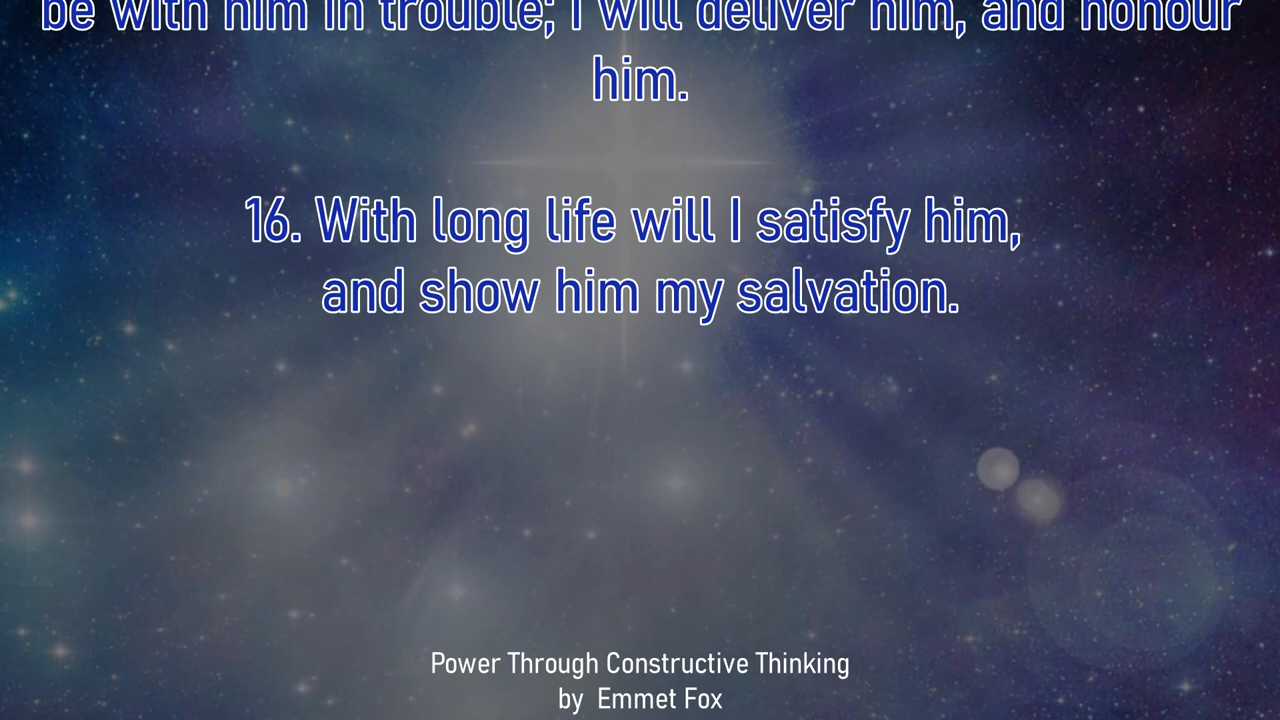 be with him in trouble; I will deliver him, and honour
him.
16. With long life will I satisfy him,
and show him my salvation.
Power Through Constructive Thinking
by Emmet Fox